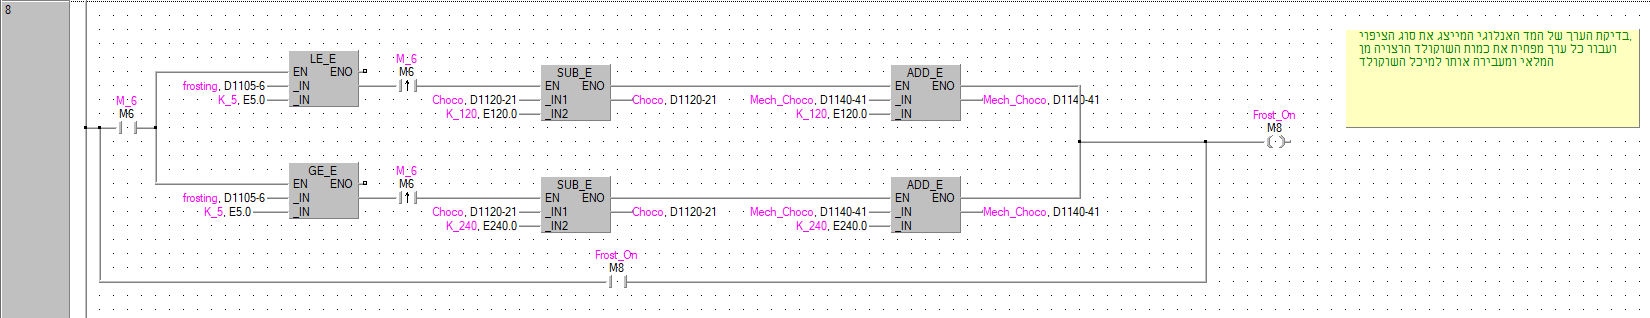 8
בדיקת הערך של המד האנלוגי המייצג את סוג הציפוי,
ועבור כל ערך מפחית את כמות השוקולד הרצויה מן
המלאי ומעבירה אותו למיכל השוקולד
LE_E
M_6
EN ENO
M6
SUB_E
ADD_E
frosting, D1105-6
_IN
EN ENO
EN ENO
M_6
K_5, E5.0
_IN
Choco, D1120-21
_IN1
Choco, D1120-21
Mech_Choco, D1140-41
_IN
Mech_Choco, D1140-41
M6
K_120, E120.0
_IN2
K_120, E120.0
_IN
Frost_On
M8
GE_E
M_6
EN ENO
M6
SUB_E
ADD_E
frosting, D1105-6
_IN
EN ENO
EN ENO
K_5, E5.0
_IN
Choco, D1120-21
_IN1
Choco, D1120-21
Mech_Choco, D1140-41
_IN
Mech_Choco, D1140-41
K_240, E240.0
_IN2
K_240, E240.0
_IN
Frost_On
M8